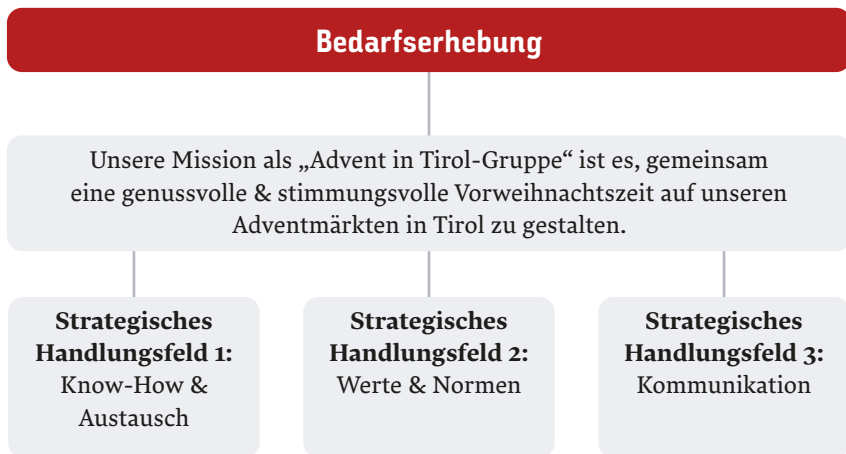 Bedarfserhebung
Unsere Mission als „Advent in Tirol-Gruppe“ ist es, gemeinsam
eine genussvolle & stimmungsvolle Vorweihnachtszeit auf unseren
Adventmärkten in Tirol zu gestalten.
Strategisches
Handlungsfeld 1:
Know-How &
Austausch
Strategisches
Handlungsfeld 2:
Werte & Normen
Strategisches
Handlungsfeld 3:
Kommunikation